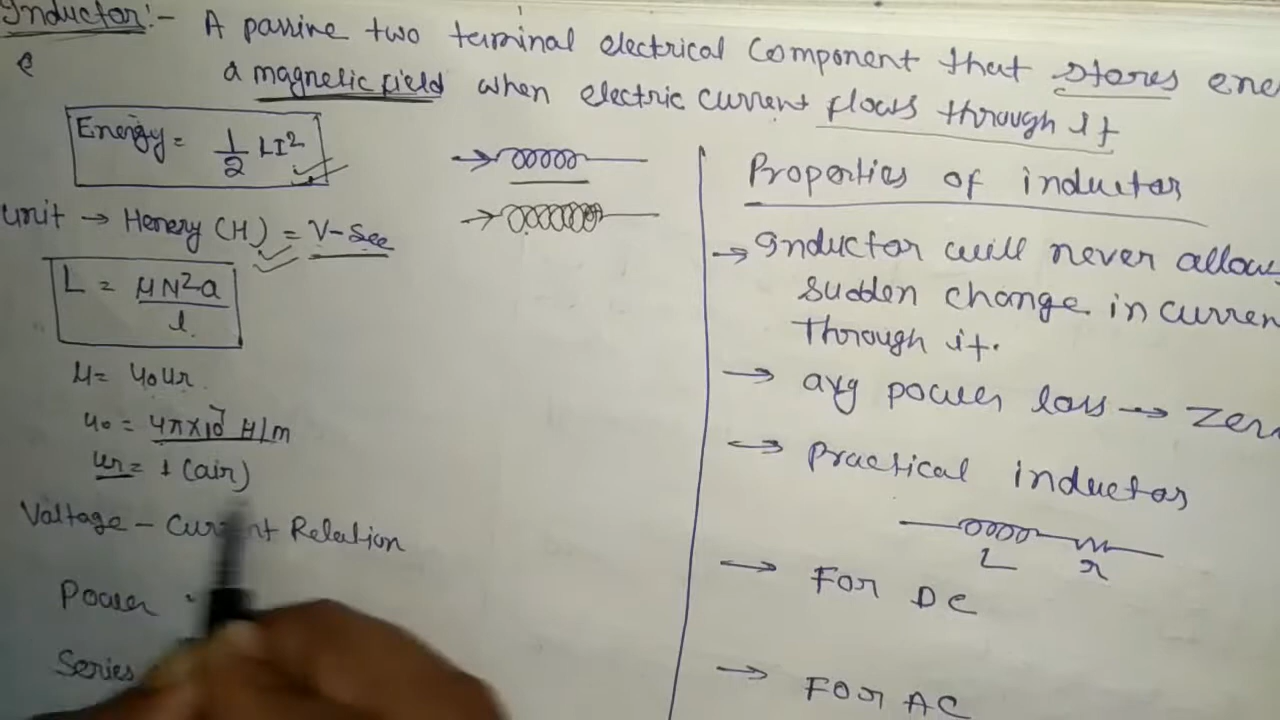 Inductor:- A passive two terminal electrical component that stores ene
a magnetic field when electric current flows through it
Energy = 1/2 LI²
unit → Henery (H) = V-Sec
L = μN²a / l
μ = μ0μr
μ0 = 4π×10⁻⁷ H/m
μr = 1 (air)
Voltage - Current Relation
Power
Series
Properties of inductor
→ Inductor will never allow
sudden change in curren
through it.
→ avg power loss → Zero
→ Practical inductor
L r
→ For DC
→ For AC